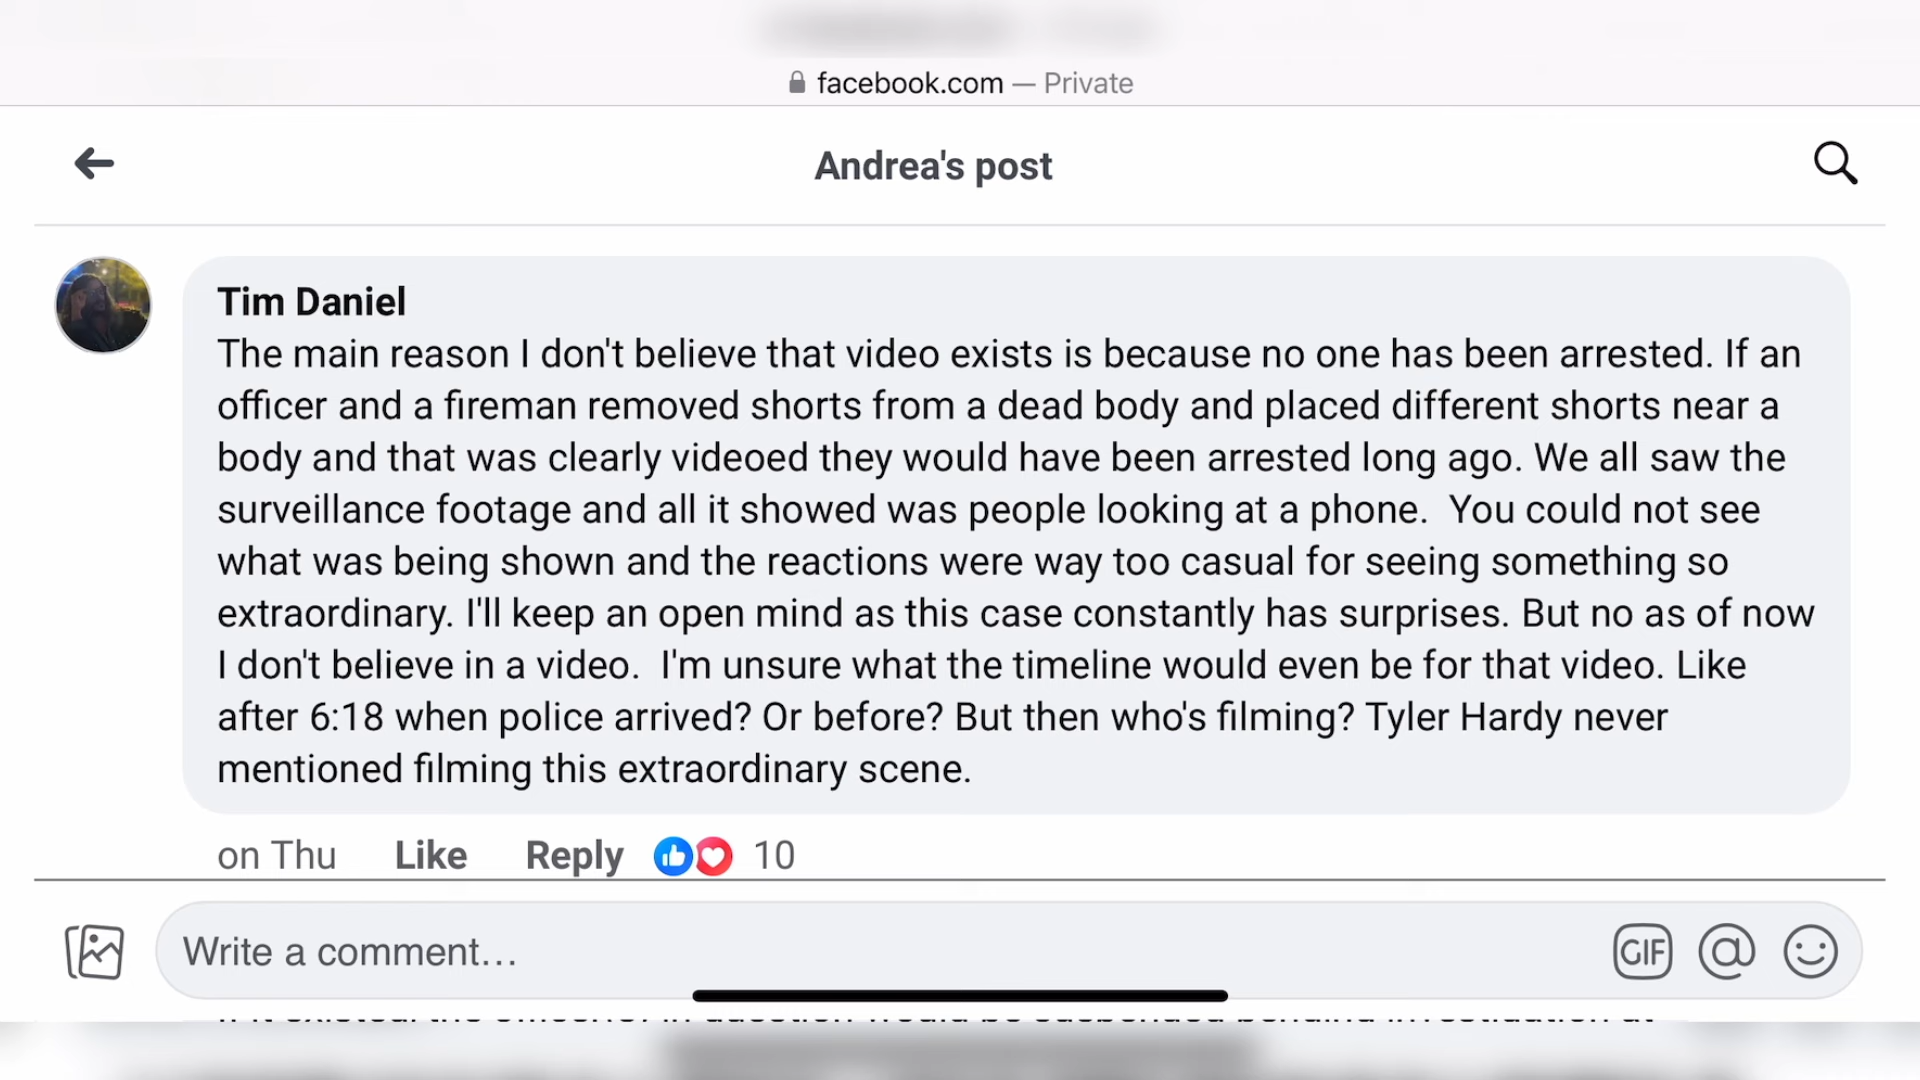 facebook.com — Private
Andrea's post
Tim Daniel
The main reason I don't believe that video exists is because no one has been arrested. If an
officer and a fireman removed shorts from a dead body and placed different shorts near a
body and that was clearly videoed they would have been arrested long ago. We all saw the
surveillance footage and all it showed was people looking at a phone.  You could not see
what was being shown and the reactions were way too casual for seeing something so
extraordinary. I'll keep an open mind as this case constantly has surprises. But no as of now
I don't believe in a video.  I'm unsure what the timeline would even be for that video. Like
after 6:18 when police arrived? Or before? But then who's filming? Tyler Hardy never
mentioned filming this extraordinary scene.
on Thu Like Reply 10
Write a comment...
GIF @